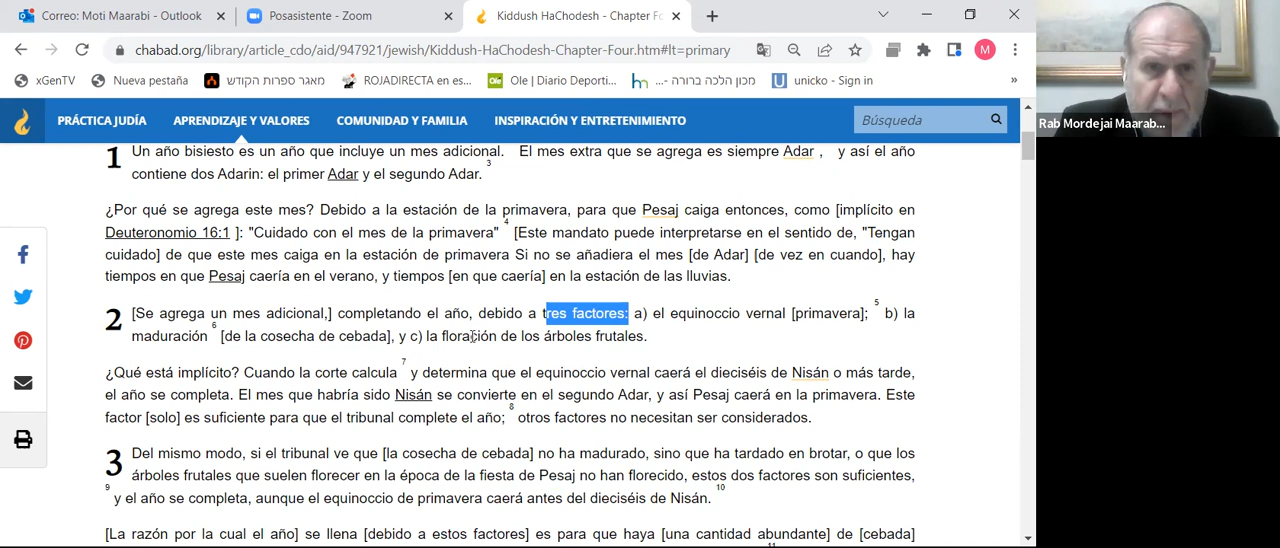 Correo: Moti Maarabi - Outlook
Posasistente - Zoom
Kiddush HaChodesh - Chapter Fo
chabad.org/library/article_cdo/aid/947921/jewish/Kiddush-HaChodesh-Chapter-Four.htm#lt=primary
M
xGenTV
Nueva pestaña
מאגר ספרות הקודש
ROJADIRECTA en es...
Ole | Diario Deporti...
מכון הלכה ברורה -...
unicko - Sign in
»
Rab Mordejai Maarab...
PRÁCTICA JUDÍA
APRENDIZAJE Y VALORES
COMUNIDAD Y FAMILIA
INSPIRACIÓN Y ENTRETENIMIENTO
Búsqueda
1 Un año bisiesto es un año que incluye un mes adicional. El mes extra que se agrega es siempre Adar , y así el año
contiene dos Adarin: el primer Adar y el segundo Adar. 3
¿Por qué se agrega este mes? Debido a la estación de la primavera, para que Pesaj caiga entonces, como [implícito en
Deuteronomio 16:1 ]: "Cuidado con el mes de la primavera" 4 [Este mandato puede interpretarse en el sentido de, "Tengan
cuidado] de que este mes caiga en la estación de primavera Si no se añadiera el mes [de Adar] [de vez en cuando], hay
tiempos en que Pesaj caería en el verano, y tiempos [en que caería] en la estación de las lluvias.
2 [Se agrega un mes adicional,] completando el año, debido a tres factores: a) el equinoccio vernal [primavera]; 5 b) la
maduración 6 [de la cosecha de cebada], y c) la floración de los árboles frutales.
¿Qué está implícito? Cuando la corte calcula 7 y determina que el equinoccio vernal caerá el dieciséis de Nisán o más tarde,
el año se completa. El mes que habría sido Nisán se convierte en el segundo Adar, y así Pesaj caerá en la primavera. Este
factor [solo] es suficiente para que el tribunal complete el año; 8 otros factores no necesitan ser considerados.
3 Del mismo modo, si el tribunal ve que [la cosecha de cebada] no ha madurado, sino que ha tardado en brotar, o que los
árboles frutales que suelen florecer en la época de la fiesta de Pesaj no han florecido, estos dos factores son suficientes,
9 y el año se completa, aunque el equinoccio de primavera caerá antes del dieciséis de Nisán. 10
[La razón por la cual el año] se llena [debido a estos factores] es para que haya [una cantidad abundante] de [cebada]
11